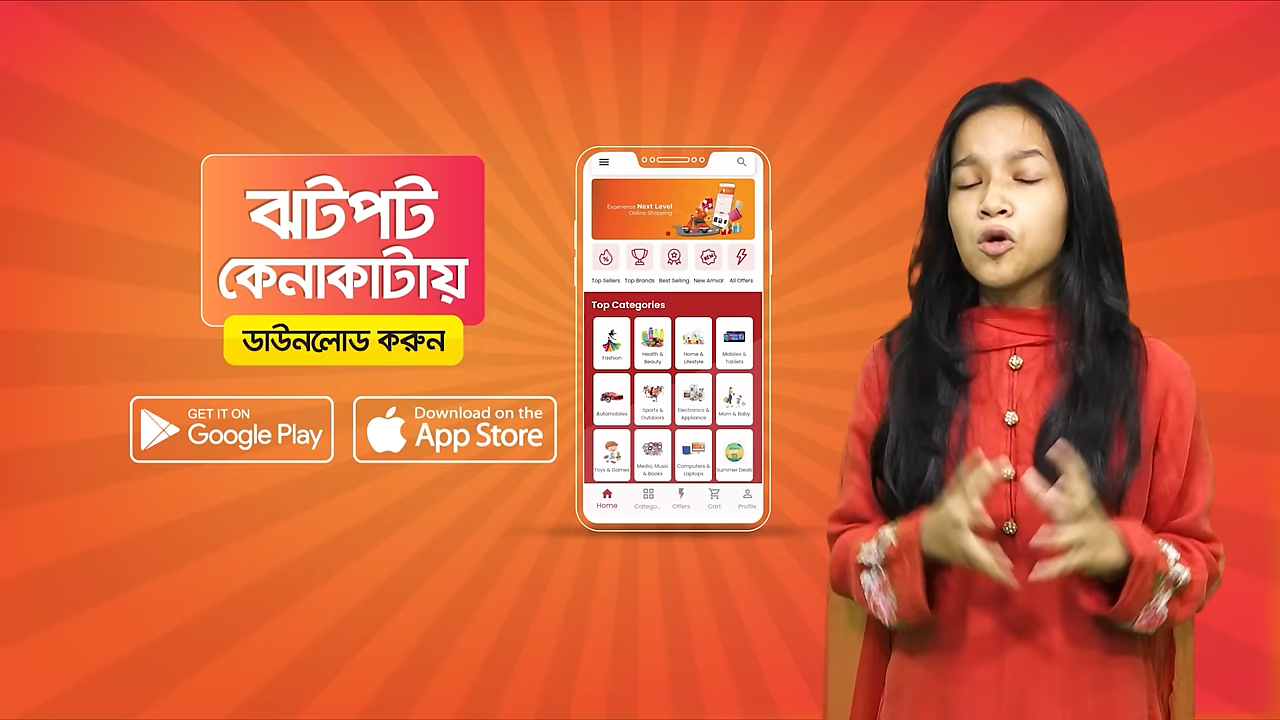 ঝটপট
কেনাকাটায়
ডাউনলোড করুন
GET IT ON
Google Play
Download on the
App Store
Experience Next Level
Online Shopping
Top Sellers
Top Brands
Best Selling
NEW
New Arrival
All Offers
Top Categories
Fashion
Health &
Beauty
Home &
Lifestyle
Mobiles &
Tablets
Automobiles
Sports &
Outdoors
Electronics &
Appliance
Mom & Baby
Toys & Games
Media, Music
& Books
Computers &
Laptops
Summer Deals
Home
Catego...
Offers
Cart
Profile